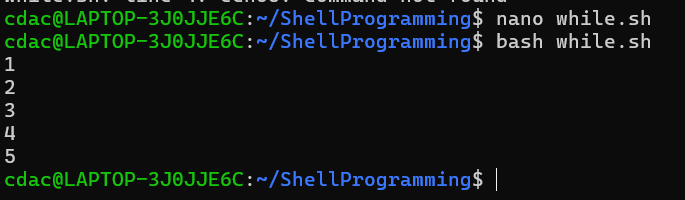 cdac@LAPTOP-3J0JJE6C:~/ShellProgramming$ nano while.sh
cdac@LAPTOP-3J0JJE6C:~/ShellProgramming$ bash while.sh
1
2
3
4
5
cdac@LAPTOP-3J0JJE6C:~/ShellProgramming$